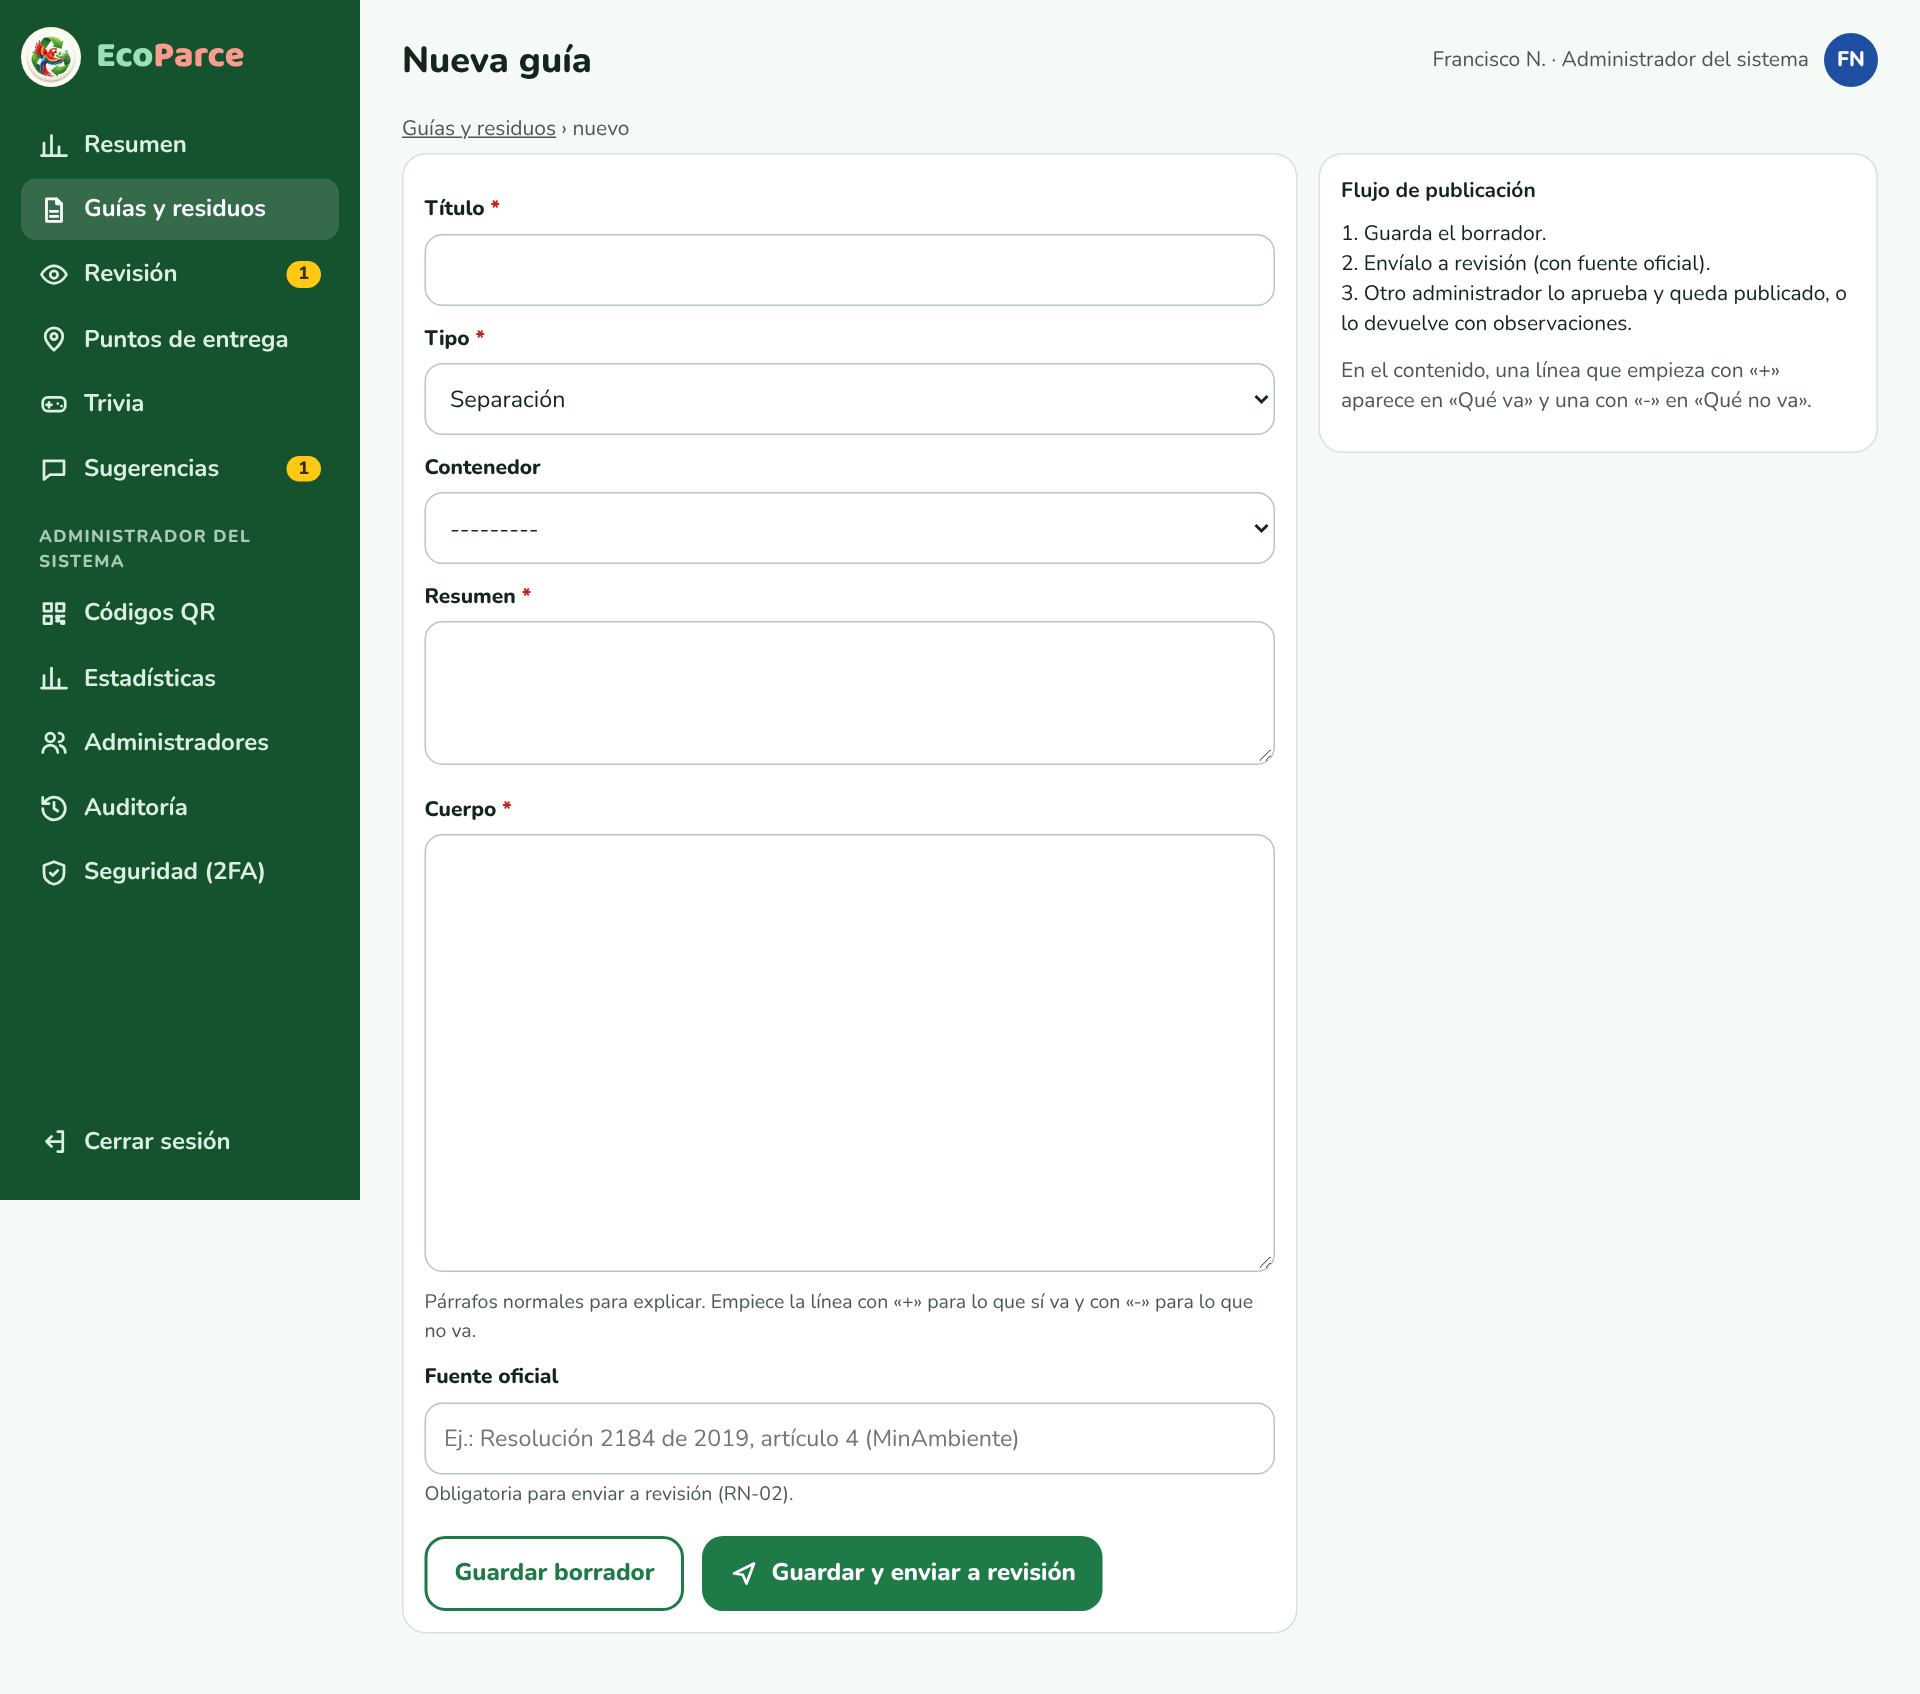 EcoParce
Resumen
Guías y residuos
Revisión 1
Puntos de entrega
Trivia
Sugerencias 1
ADMINISTRADOR DEL
SISTEMA
Códigos QR
Estadísticas
Administradores
Auditoría
Seguridad (2FA)
Cerrar sesión
Nueva guía
Francisco N. · Administrador del sistema FN
Guías y residuos › nuevo
Título *
Tipo *
Separación
Contenedor
---------
Resumen *
Cuerpo *
Párrafos normales para explicar. Empiece la línea con «+» para lo que sí va y con «-» para lo que
no va.
Fuente oficial
Ej.: Resolución 2184 de 2019, artículo 4 (MinAmbiente)
Obligatoria para enviar a revisión (RN-02).
Guardar borrador
Guardar y enviar a revisión
Flujo de publicación
1. Guarda el borrador.
2. Envíalo a revisión (con fuente oficial).
3. Otro administrador lo aprueba y queda publicado, o
lo devuelve con observaciones.
En el contenido, una línea que empieza con «+»
aparece en «Qué va» y una con «-» en «Qué no va».